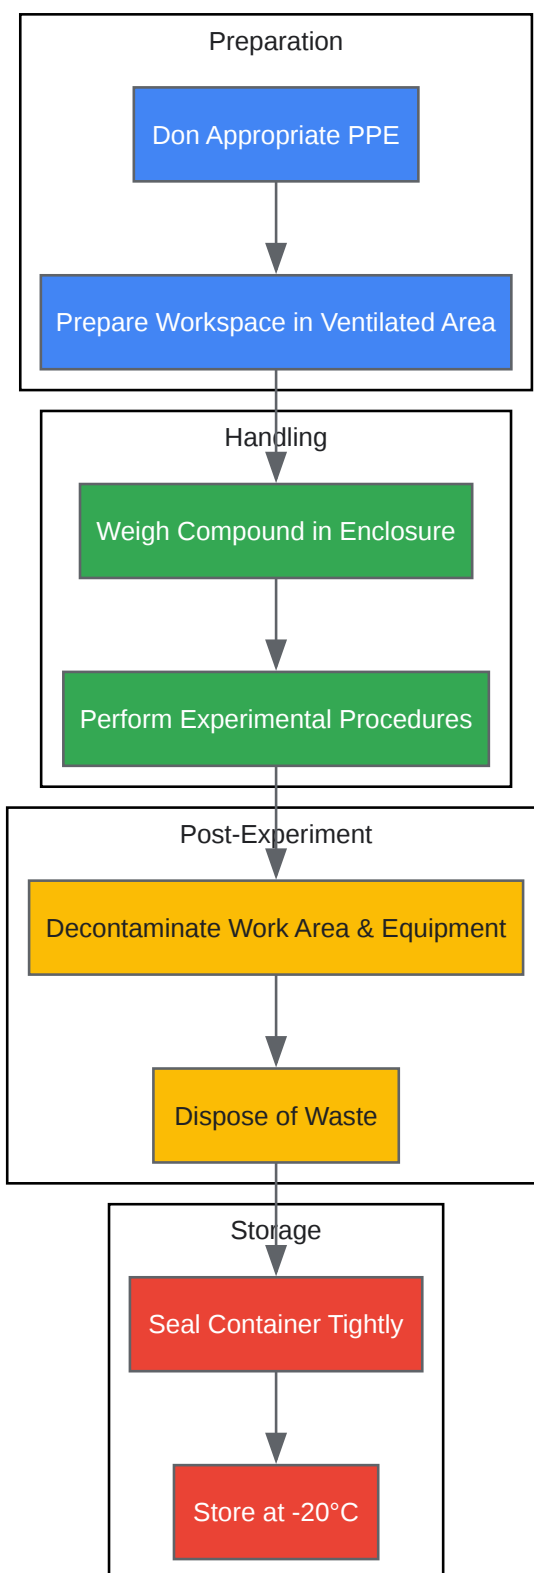 Preparation
Don Appropriate PPE
Prepare Workspace in Ventilated Area
Handling
Weigh Compound in Enclosure
Perform Experimental Procedures
Post-Experiment
Decontaminate Work Area & Equipment
Dispose of Waste
Storage
Seal Container Tightly
Store at -20°C